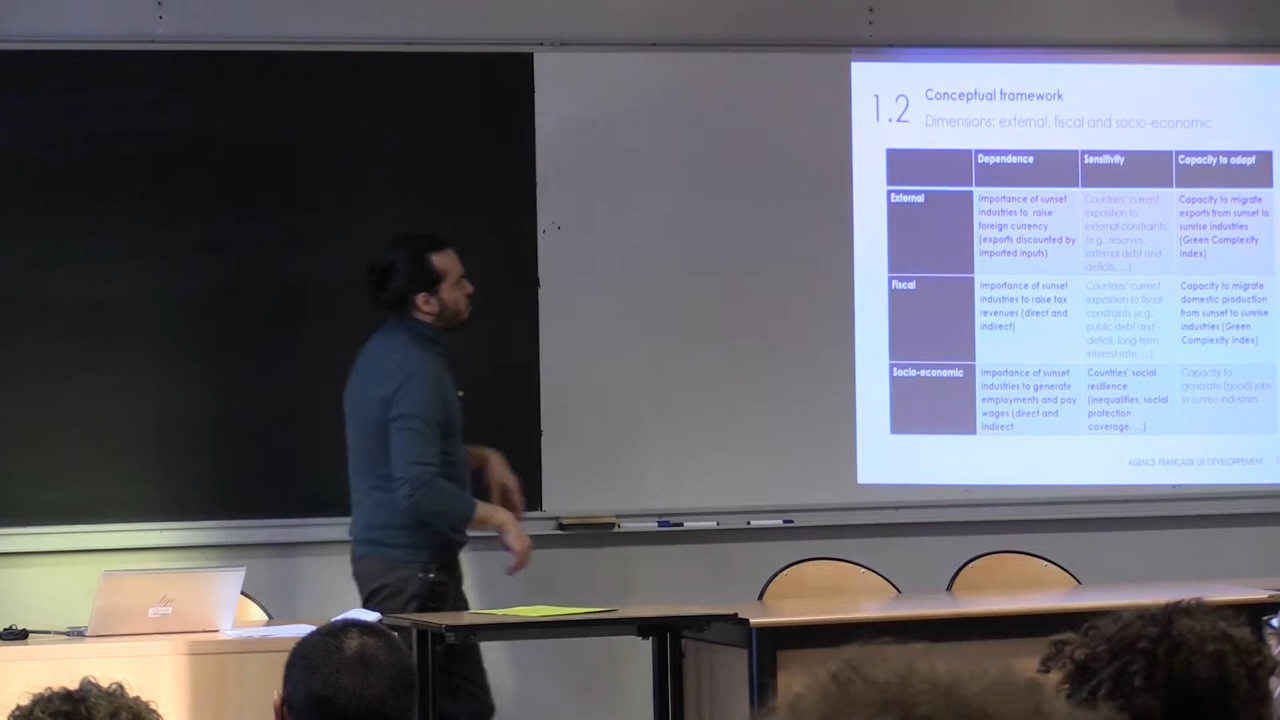 1.2
Conceptual framework
Dimensions: external, fiscal and socio-economic
Dependence
Sensitivity
Capacity to adapt
External
Importance of sunset
industries to raise
foreign currency
(exports discounted by
imported inputs)
Countries' current
exposition to
external constraints
(e.g.: reserves,
external debt and
deficits, ...)
Capacity to migrate
exports from sunset to
sunrise industries
(Green Complexity
Index)
Fiscal
Importance of sunset
industries to raise tax
revenues (direct and
indirect)
Countries' current
exposition to fiscal
constraints (e.g.:
public debt and
deficit, long-term
interest rate, ...)
Capacity to migrate
domestic production
from sunset to sunrise
industries (Green
Complexity Index)
Socio-economic
Importance of sunset
industries to generate
employments and pay
wages (direct and
indirect
Countries' social
resilience
(inequalities, social
protection
coverage, ...)
Capacity to
generate (good) jobs
in sunrise industries
AGENCE FRANÇAISE DE DÉVELOPPEMENT